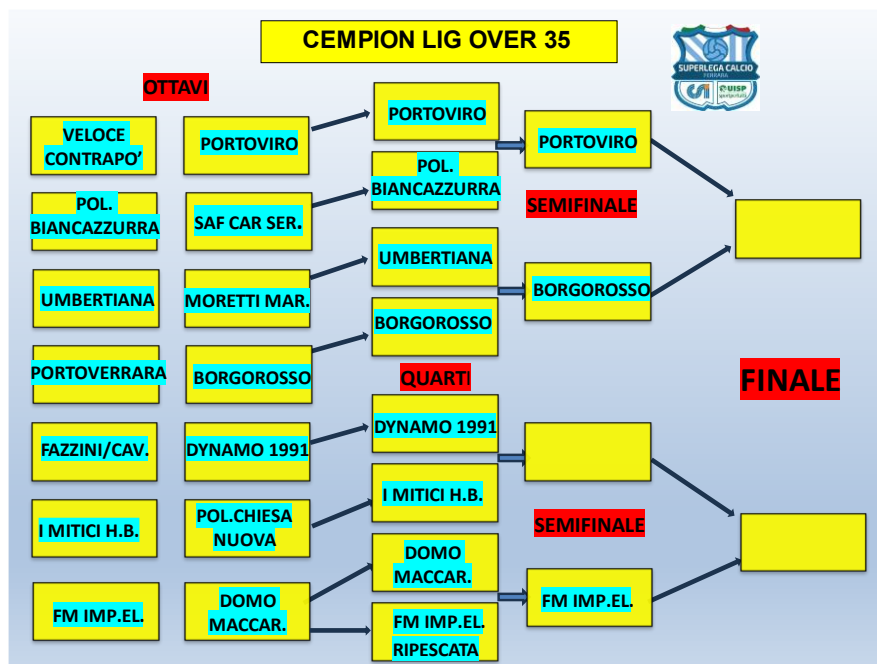 CEMPION LIG OVER 35
SUPERLEGA CALCIO
FERRARA
CSI
UISP
sportpertutti
OTTAVI
VELOCE
CONTRAPO’
PORTOVIRO
PORTOVIRO
PORTOVIRO
POL.
BIANCAZZURRA
SAF CAR SER.
POL.
BIANCAZZURRA
SEMIFINALE
UMBERTIANA
MORETTI MAR.
UMBERTIANA
BORGOROSSO
PORTOVERRARA
BORGOROSSO
BORGOROSSO
QUARTI
FINALE
FAZZINI/CAV.
DYNAMO 1991
DYNAMO 1991
I MITICI H.B.
POL.CHIESA
NUOVA
I MITICI H.B.
SEMIFINALE
FM IMP.EL.
DOMO
MACCAR.
DOMO
MACCAR.
FM IMP.EL.
FM IMP.EL.
RIPESCATA